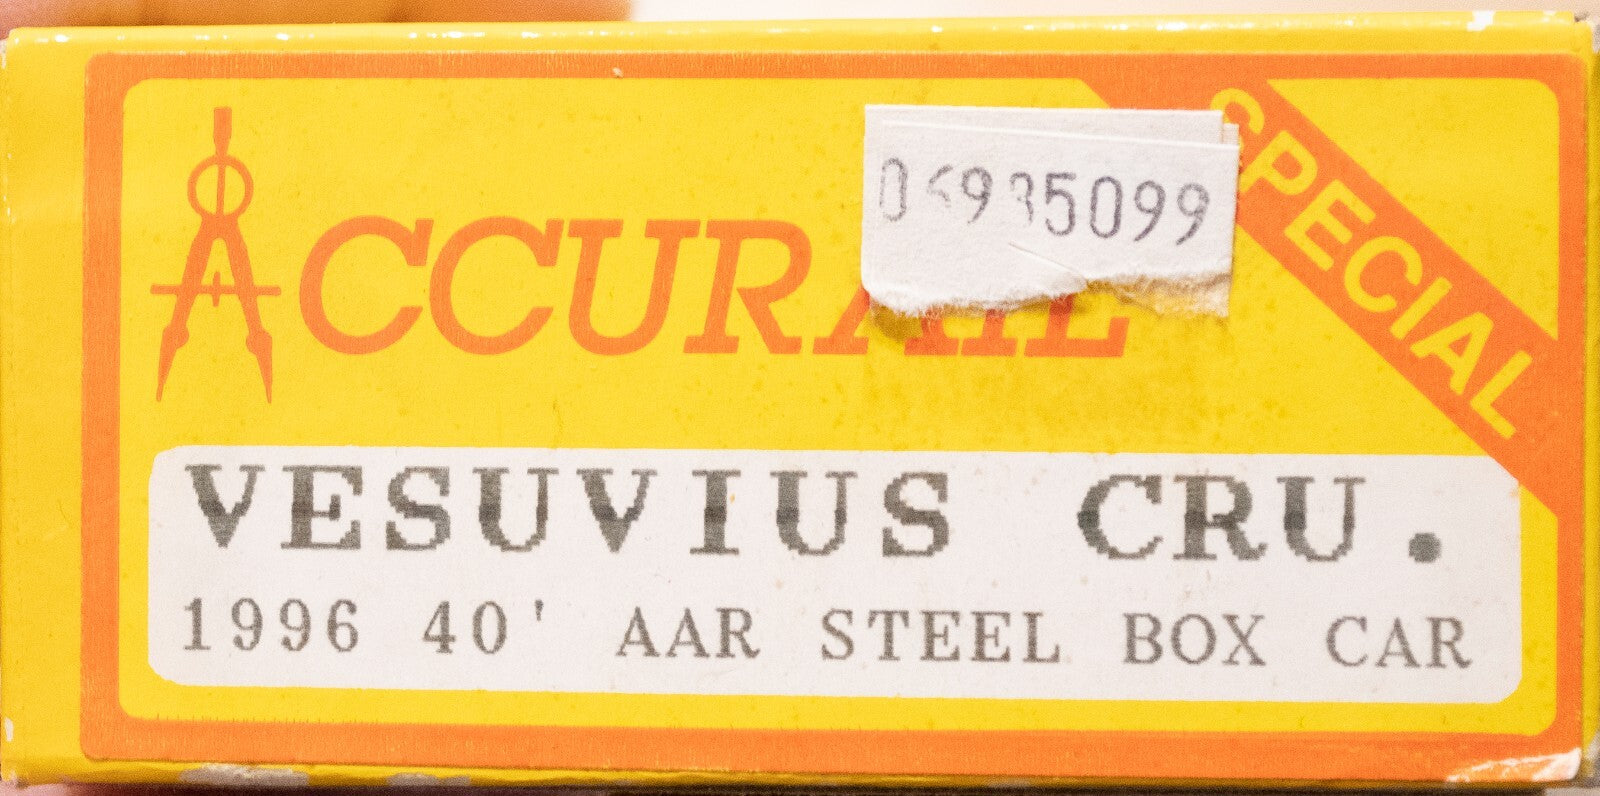 ACCURAIL
SPECIAL
VESUVIUS CRU.
1996 40' AAR STEEL BOX CAR